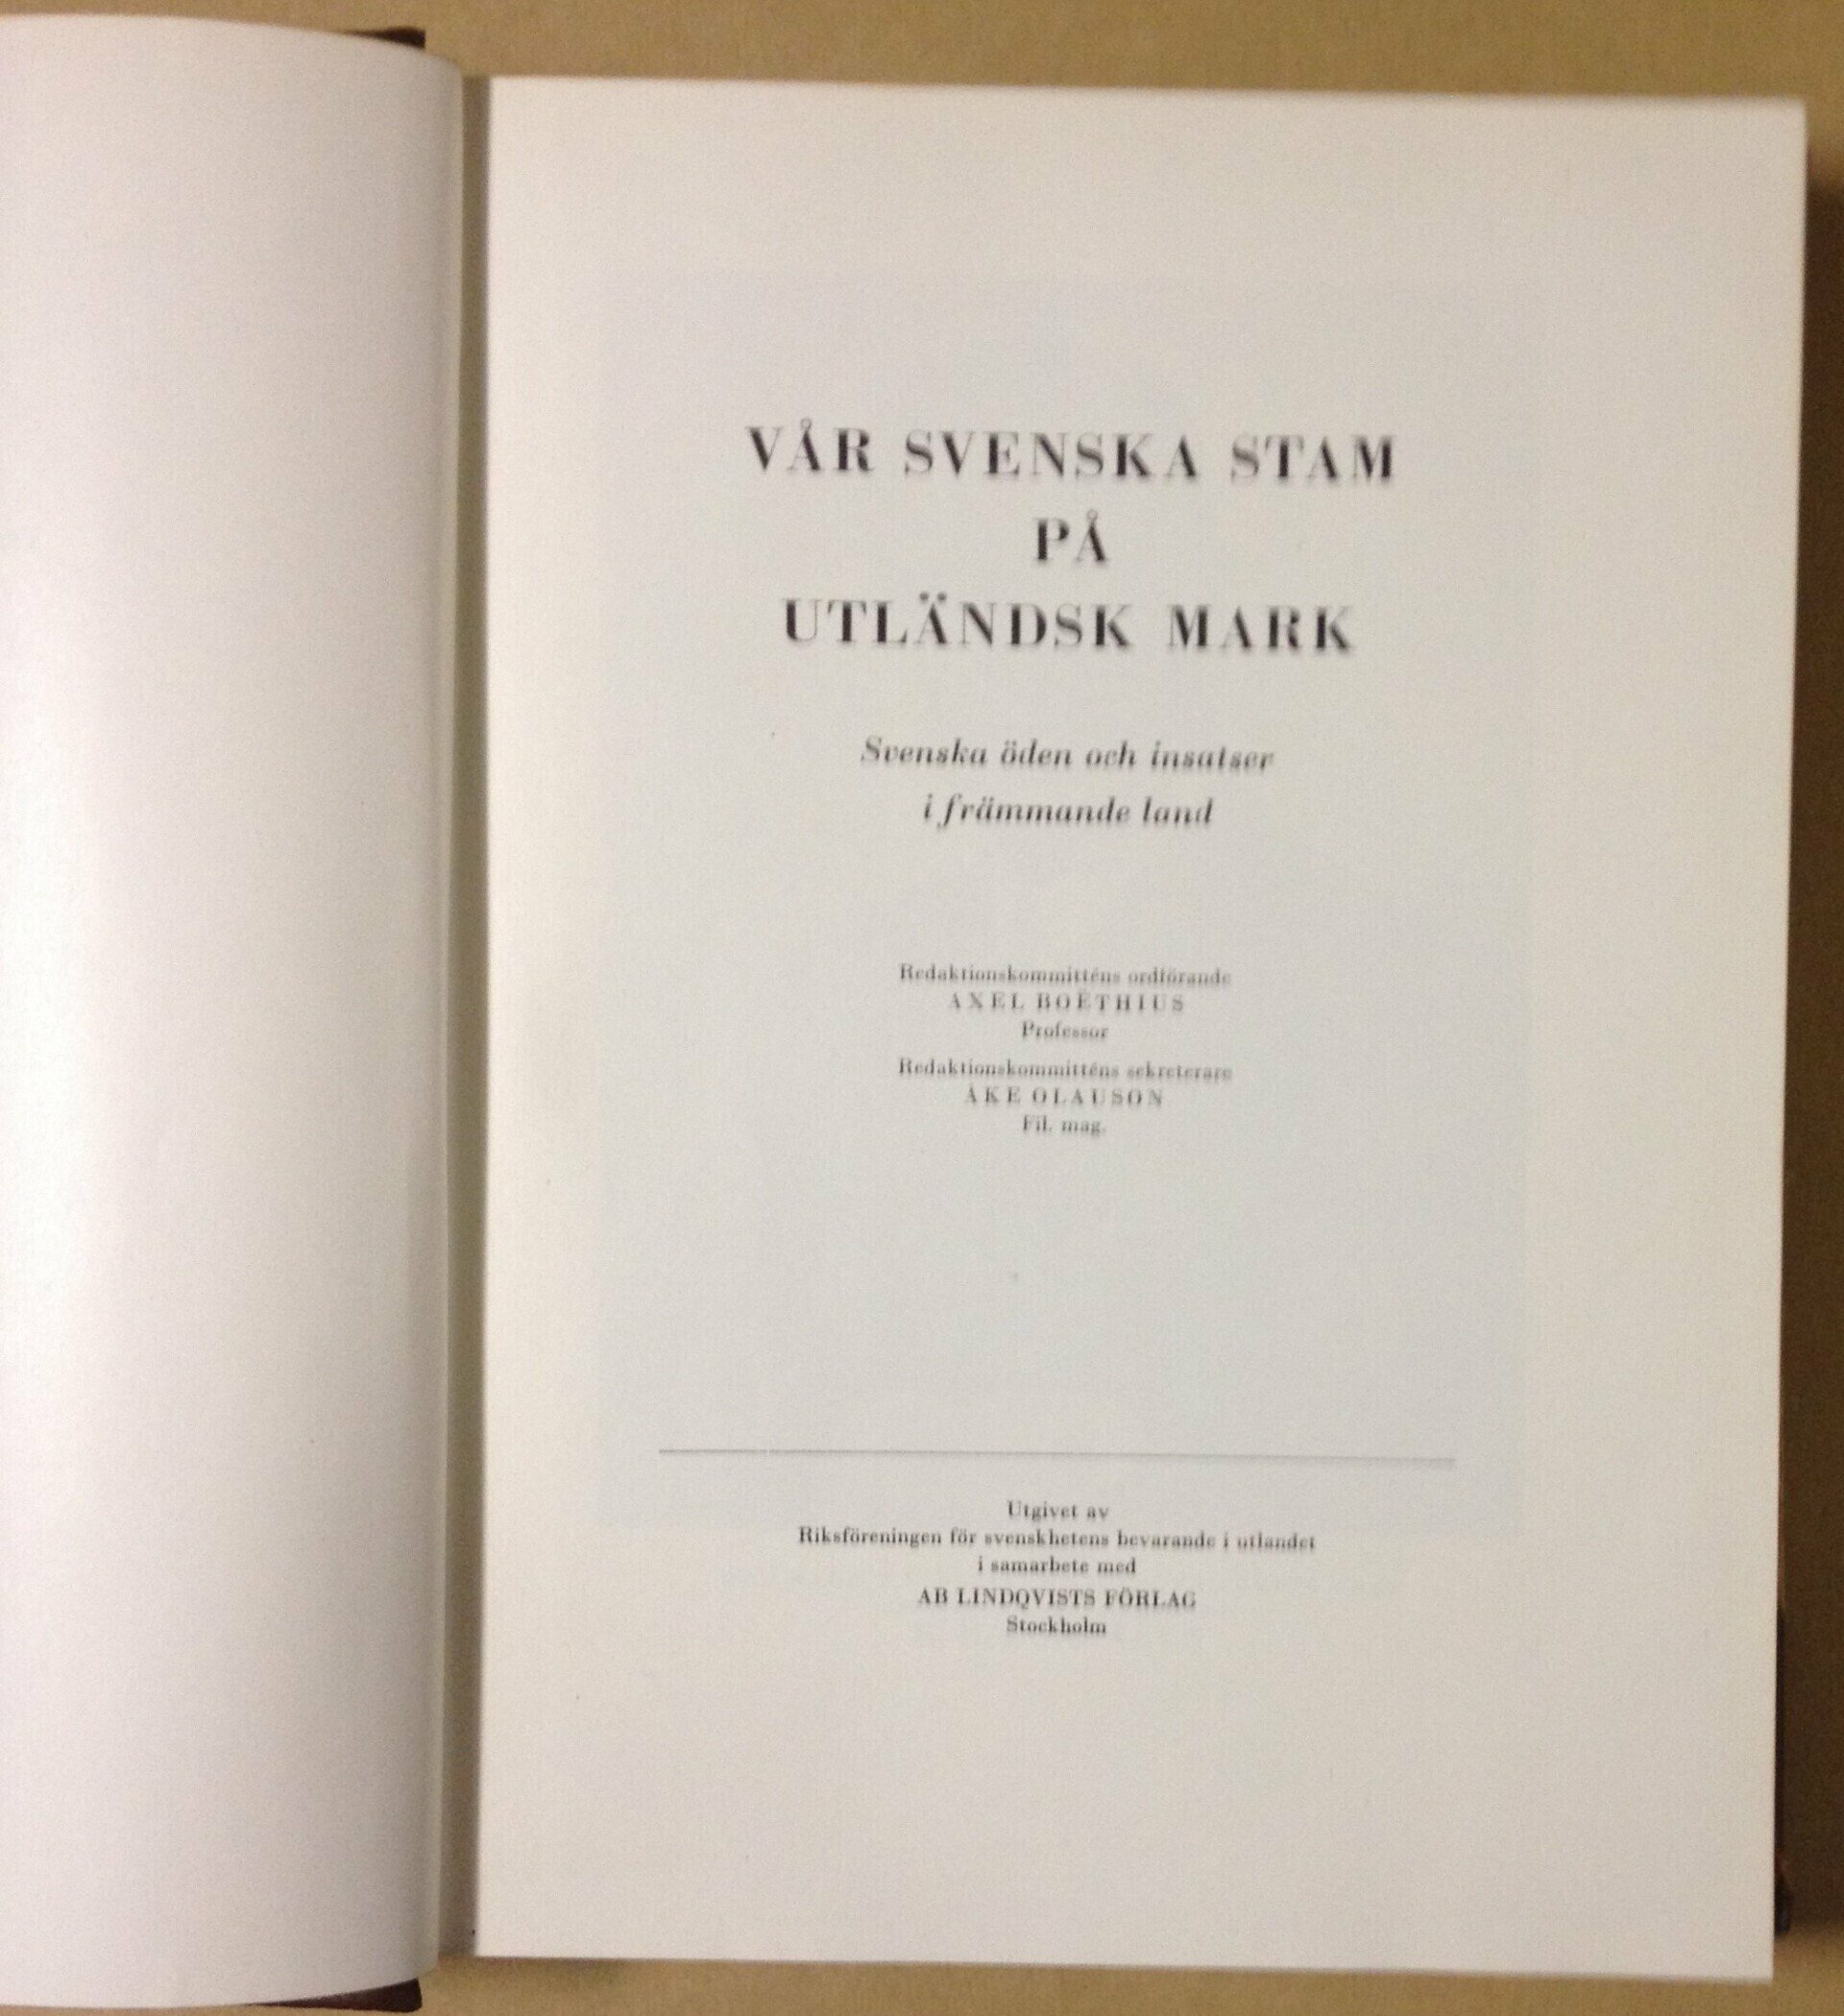 VÅR SVENSKA STAM
PÅ
UTLÄNDSK MARK
Svenska öden och insatser
i främmande land
Redaktionskommitténs ordförande
AXEL BOËTHIUS
Professor
Redaktionskommitténs sekreterare
ÅKE OLAUSON
Fil. mag.
Utgivet av
Riksföreningen för svenskhetens bevarande i utlandet
i samarbete med
AB LINDQVISTS FÖRLAG
Stockholm